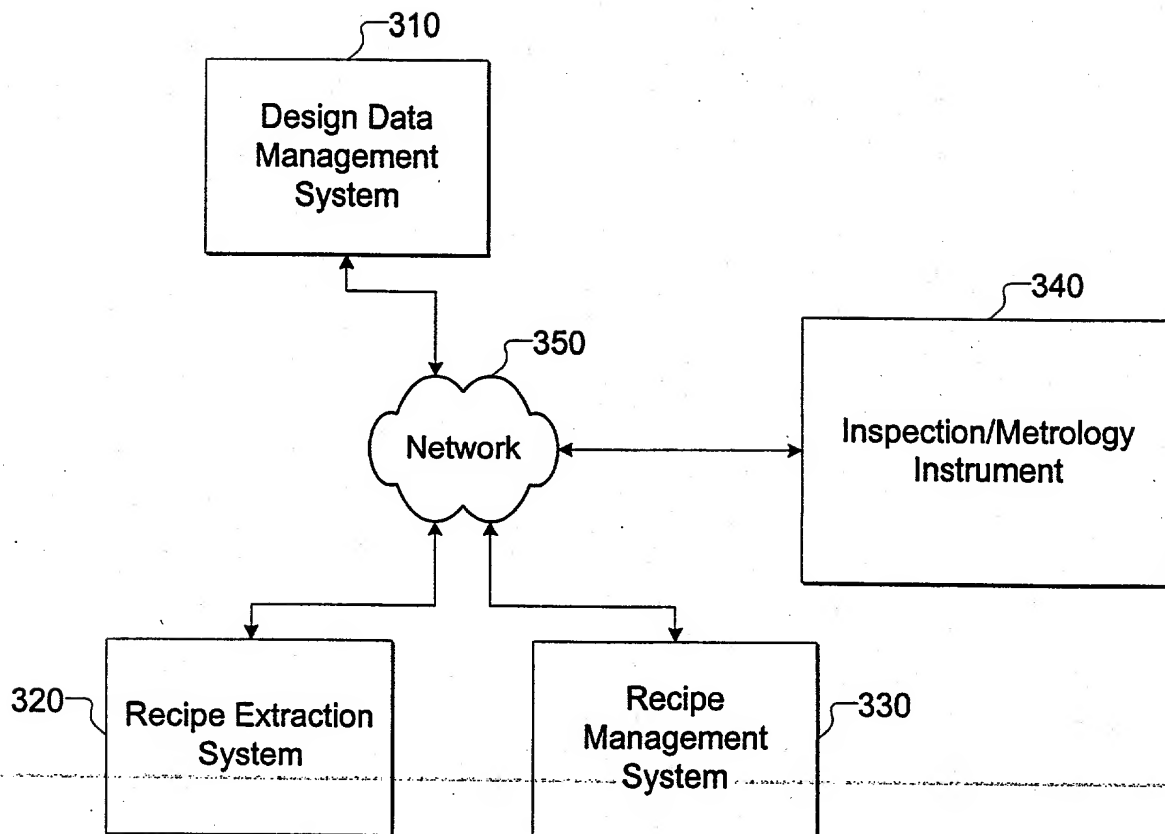 310
Design Data
Management
System
340
350
Network
Inspection/Metrology
Instrument
320
Recipe Extraction
System
Recipe
Management
System
330